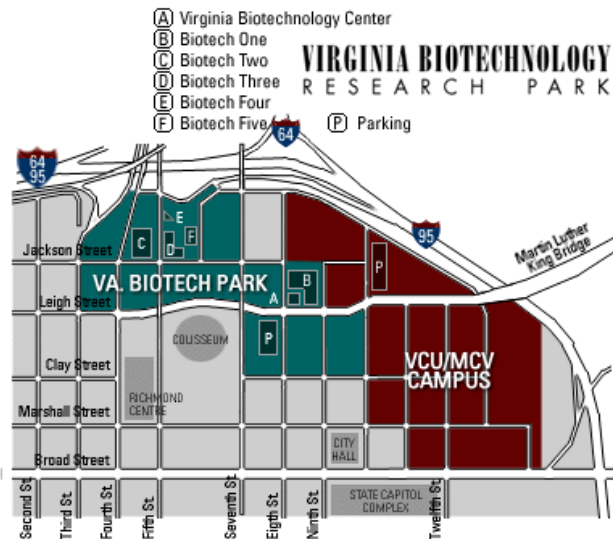 A Virginia Biotechnology Center
B Biotech One
C Biotech Two
D Biotech Three
E Biotech Four
F Biotech Five
P Parking
VIRGINIA BIOTECHNOLOGY
RESEARCH PARK
64
64
95
95
Martin Luther
King Bridge
E
F
C
D
Jackson Street
P
VA. BIOTECH PARK
B
A
Leigh Street
COLISSEUM
P
Clay Street
VCU/MCV
CAMPUS
RICHMOND
CENTRE
Marshall Street
CITY
HALL
Broad Street
STATE CAPITOL
COMPLEX
Second St.
Third St.
Fourth St.
Fifth St.
Seventh St.
Eigth St.
Ninth St.
Twelfth St.